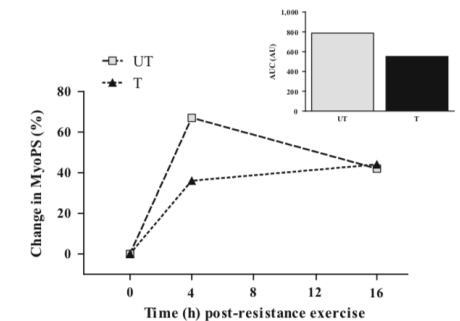 1,000
800
600
400
200
0
AUC (AU)
UT
T
UT
T
80
60
40
20
0
Change in MyoPS (%)
0 4 8 12 16
Time (h) post-resistance exercise